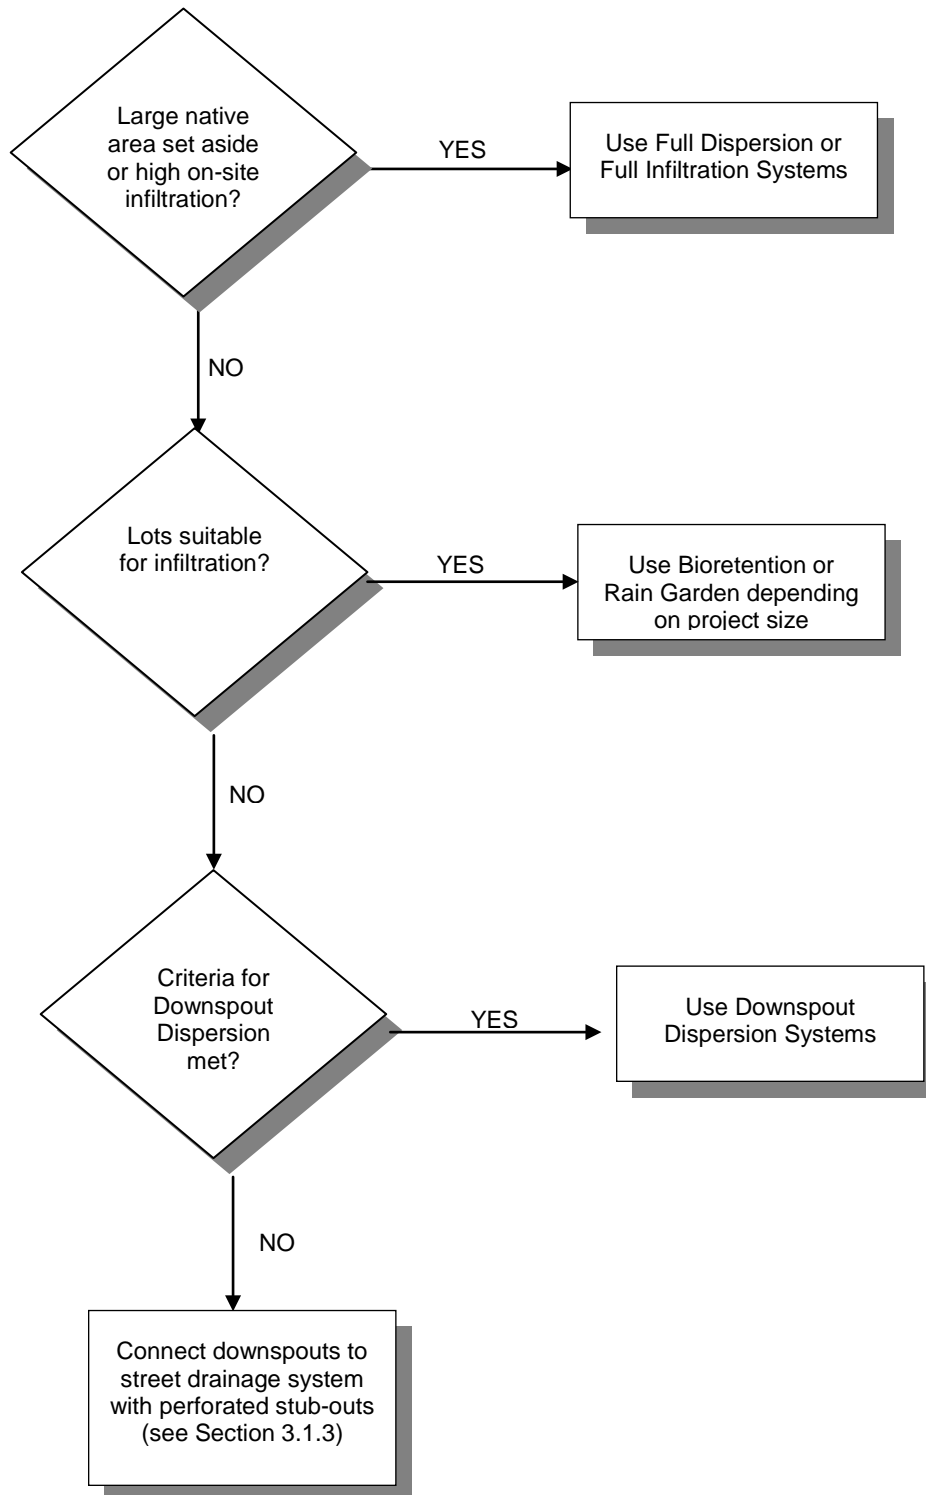 Large native
area set aside
or high on-site
infiltration?
YES
Use Full Dispersion or
Full Infiltration Systems
NO
Lots suitable
for infiltration?
YES
Use Bioretention or
Rain Garden depending
on project size
NO
Criteria for
Downspout
Dispersion
met?
YES
Use Downspout
Dispersion Systems
NO
Connect downspouts to
street drainage system
with perforated stub-outs
(see Section 3.1.3)